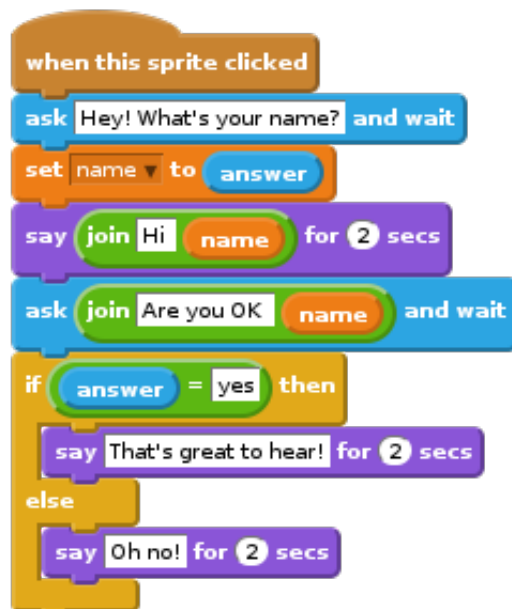 when this sprite clicked
ask Hey! What's your name? and wait
set name to answer
say join Hi name for 2 secs
ask join Are you OK name and wait
if answer = yes then
say That's great to hear! for 2 secs
else
say Oh no! for 2 secs